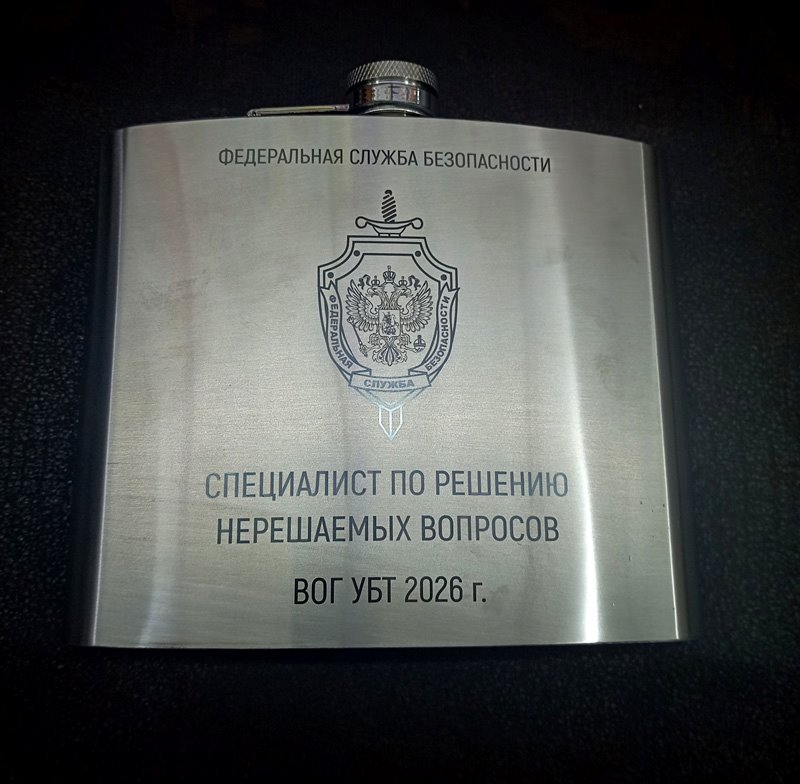 ФЕДЕРАЛЬНАЯ СЛУЖБА БЕЗОПАСНОСТИ
ФЕДЕРАЛЬНАЯ
СЛУЖБА
БЕЗОПАСНОСТИ
СПЕЦИАЛИСТ ПО РЕШЕНИЮ
НЕРЕШАЕМЫХ ВОПРОСОВ
ВОГ УБТ 2026 г.